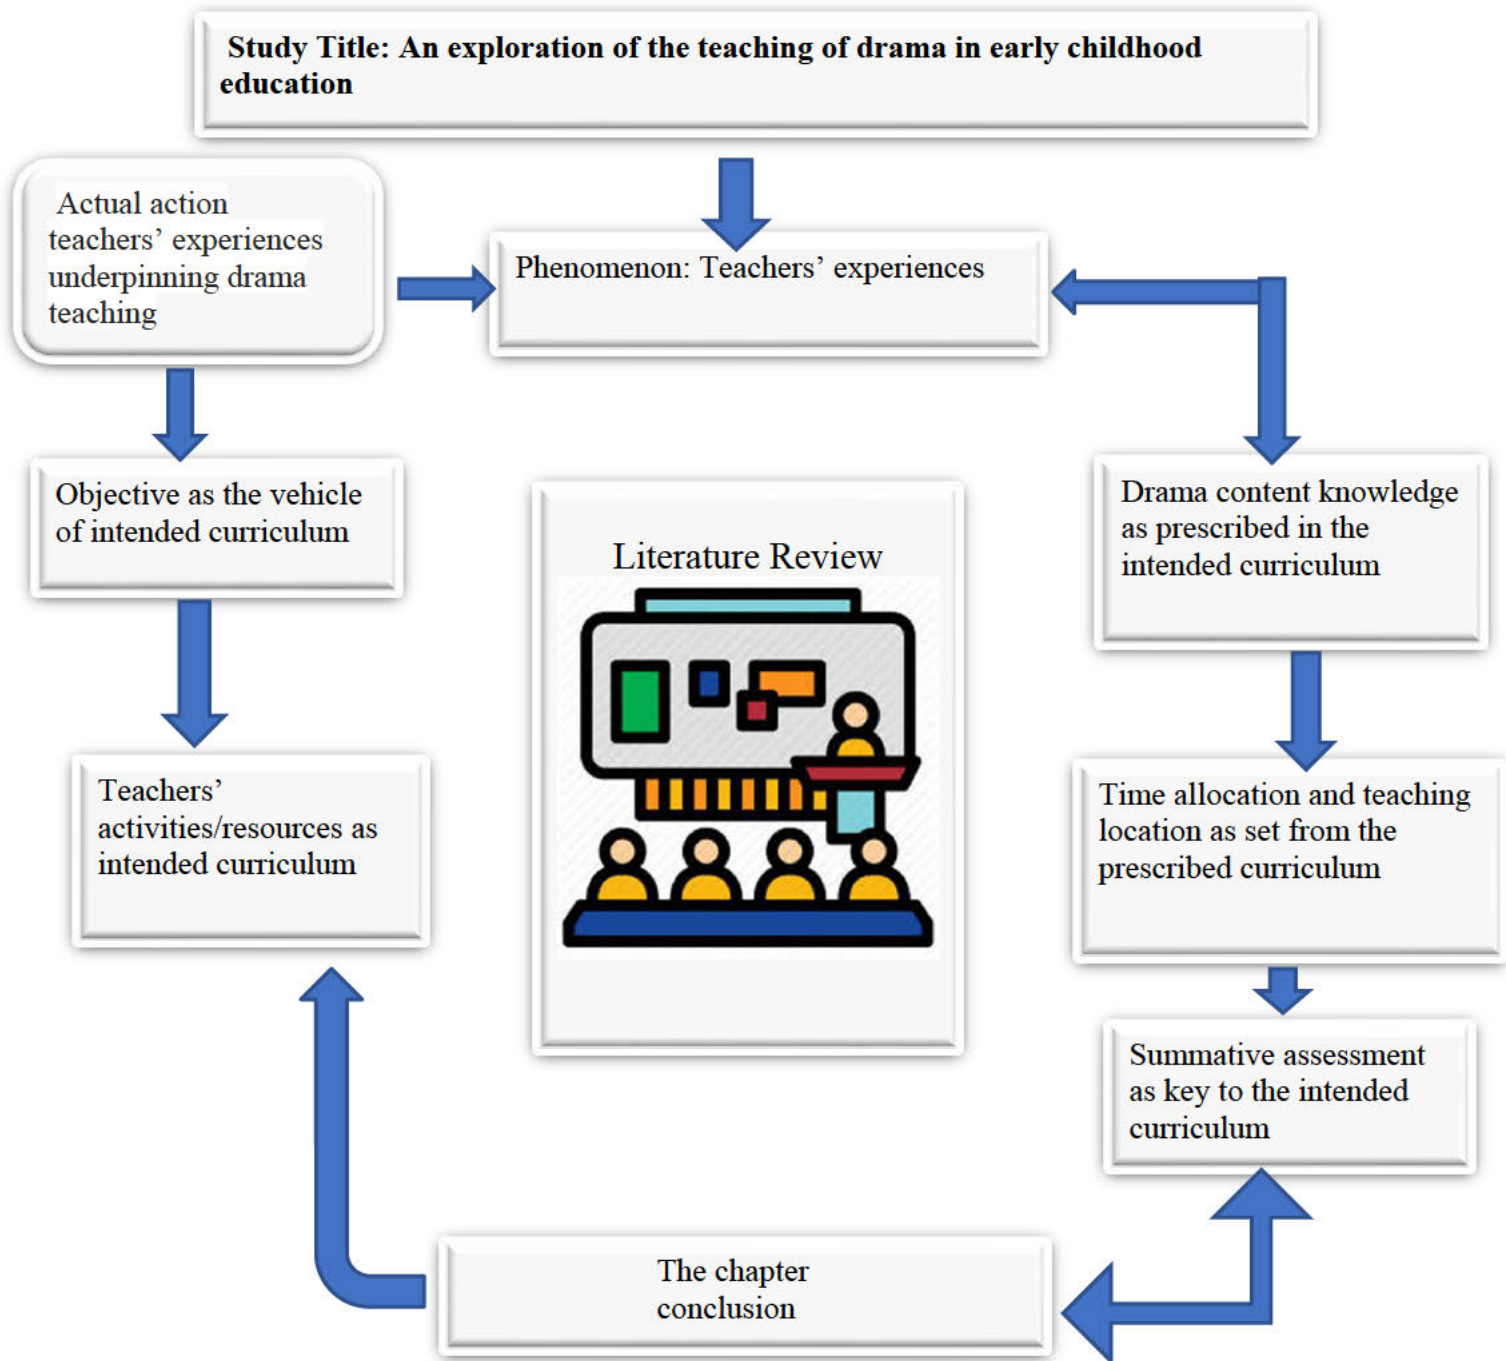 Study Title: An exploration of the teaching of drama in early childhood
education
Actual action
teachers’ experiences
underpinning drama
teaching
Phenomenon: Teachers’ experiences
Objective as the vehicle
of intended curriculum
Literature Review
Drama content knowledge
as prescribed in the
intended curriculum
Teachers’
activities/resources as
intended curriculum
Time allocation and teaching
location as set from the
prescribed curriculum
Summative assessment
as key to the intended
curriculum
The chapter
conclusion